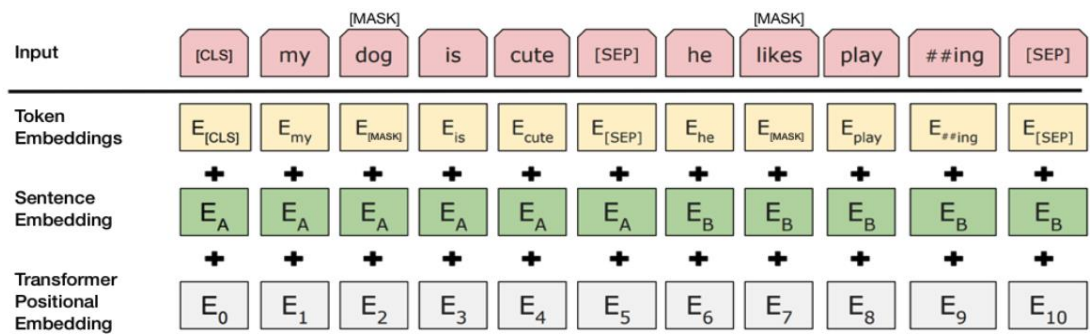 [MASK] [MASK]
Input [CLS] my dog is cute [SEP] he likes play ##ing [SEP]
Token
Embeddings
E[CLS] Emy E[MASK] Eis Ecute E[SEP] Ehe E[MASK] Eplay E##ing E[SEP]
+ + + + + + + + + + +
Sentence
Embedding
EA EA EA EA EA EA EB EB EB EB EB
+ + + + + + + + + + +
Transformer
Positional
Embedding
E0 E1 E2 E3 E4 E5 E6 E7 E8 E9 E10